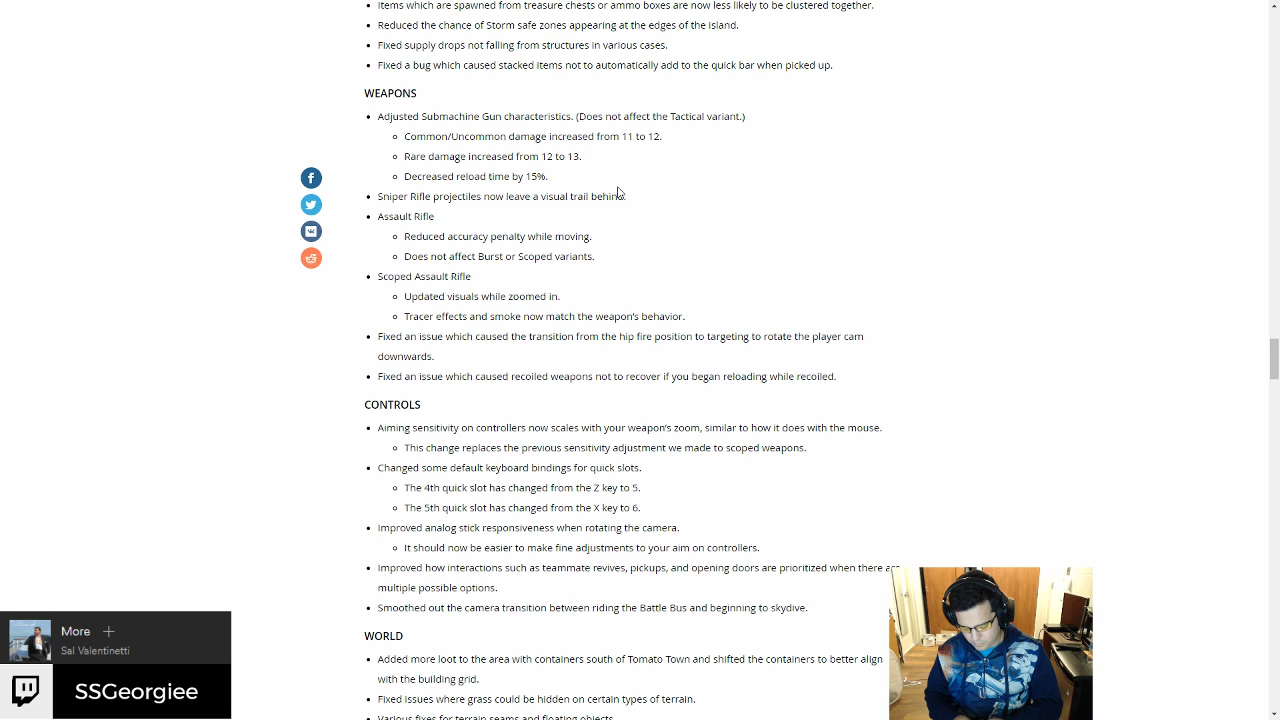 Items which are spawned from treasure chests or ammo boxes are now less likely to be clustered together.
Reduced the chance of Storm safe zones appearing at the edges of the island.
Fixed supply drops not falling from structures in various cases.
Fixed a bug which caused stacked items not to automatically add to the quick bar when picked up.
WEAPONS
Adjusted Submachine Gun characteristics. (Does not affect the Tactical variant.)
Common/Uncommon damage increased from 11 to 12.
Rare damage increased from 12 to 13.
Decreased reload time by 15%.
Sniper Rifle projectiles now leave a visual trail behind.
Assault Rifle
Reduced accuracy penalty while moving.
Does not affect Burst or Scoped variants.
Scoped Assault Rifle
Updated visuals while zoomed in.
Tracer effects and smoke now match the weapon's behavior.
Fixed an issue which caused the transition from the hip fire position to targeting to rotate the player cam
downwards.
Fixed an issue which caused recoiled weapons not to recover if you began reloading while recoiled.
CONTROLS
Aiming sensitivity on controllers now scales with your weapon's zoom, similar to how it does with the mouse.
This change replaces the previous sensitivity adjustment we made to scoped weapons.
Changed some default keyboard bindings for quick slots.
The 4th quick slot has changed from the Z key to 5.
The 5th quick slot has changed from the X key to 6.
Improved analog stick responsiveness when rotating the camera.
It should now be easier to make fine adjustments to your aim on controllers.
Improved how interactions such as teammate revives, pickups, and opening doors are prioritized when there
multiple possible options.
Smoothed out the camera transition between riding the Battle Bus and beginning to skydive.
WORLD
Added more loot to the area with containers south of Tomato Town and shifted the containers to better align
with the building grid.
Fixed issues where grass could be hidden on certain types of terrain.
Various fixes for terrain seams and floating objects.
More +
Sal Valentinetti
SSGeorgiee